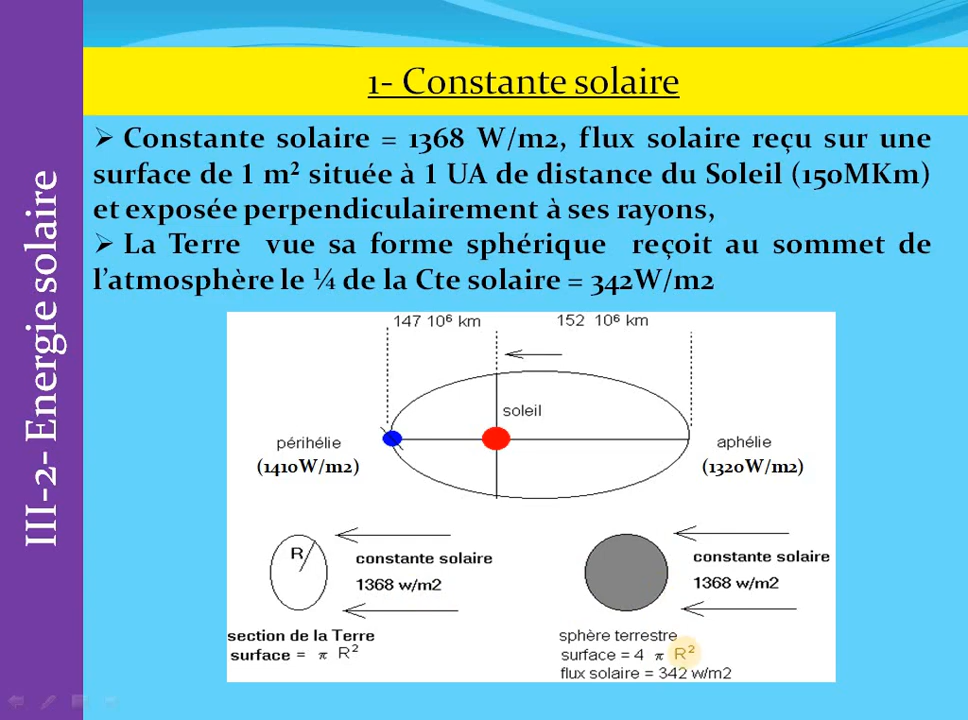 III-2- Energie solaire
1- Constante solaire
➢ Constante solaire = 1368 W/m2, flux solaire reçu sur une
surface de 1 m² située à 1 UA de distance du Soleil (150MKm)
et exposée perpendiculairement à ses rayons,
➢ La Terre vue sa forme sphérique reçoit au sommet de
l'atmosphère le ¼ de la Cte solaire = 342W/m2
147 10⁶ km
152 10⁶ km
soleil
périhélie
(1410W/m2)
aphélie
(1320W/m2)
R
constante solaire
1368 w/m2
section de la Terre
surface = π R²
constante solaire
1368 w/m2
sphère terrestre
surface = 4 π R²
flux solaire = 342 w/m2